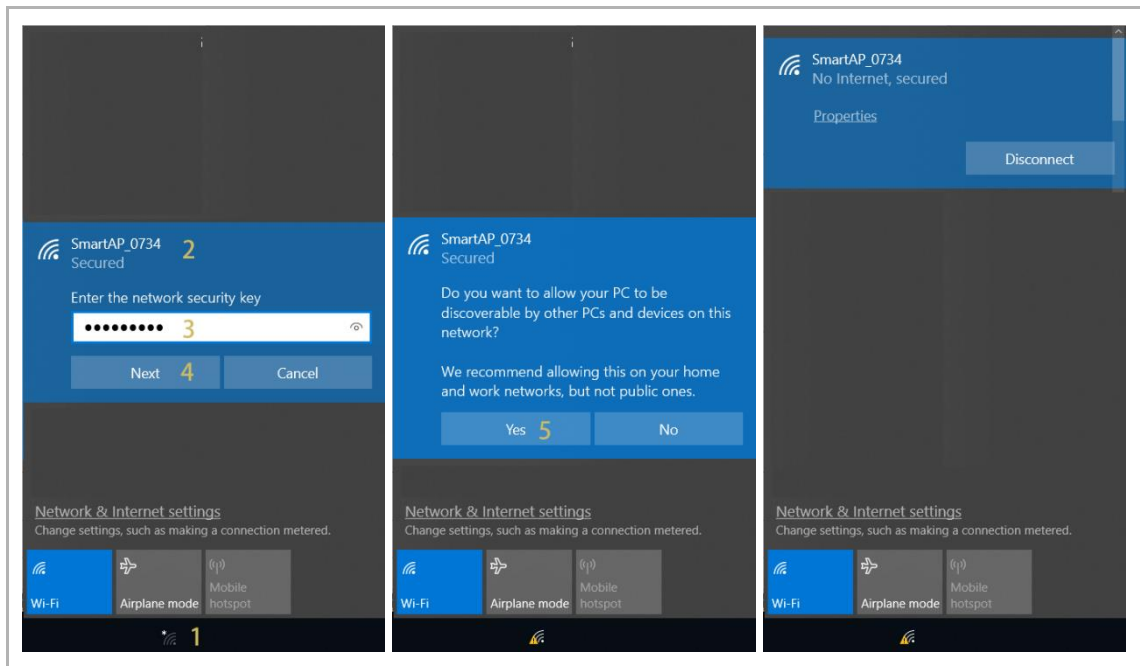 SmartAP_0734 2
Secured
Enter the network security key
••••••••• 3
Next 4 Cancel
Network & Internet settings
Change settings, such as making a connection metered.
Wi-Fi
Airplane mode
Mobile hotspot
1
SmartAP_0734
Secured
Do you want to allow your PC to be
discoverable by other PCs and devices on this
network?
We recommend allowing this on your home
and work networks, but not public ones.
Yes 5 No
Network & Internet settings
Change settings, such as making a connection metered.
Wi-Fi
Airplane mode
Mobile hotspot
SmartAP_0734
No Internet, secured
Properties
Disconnect
Network & Internet settings
Change settings, such as making a connection metered.
Wi-Fi
Airplane mode
Mobile hotspot